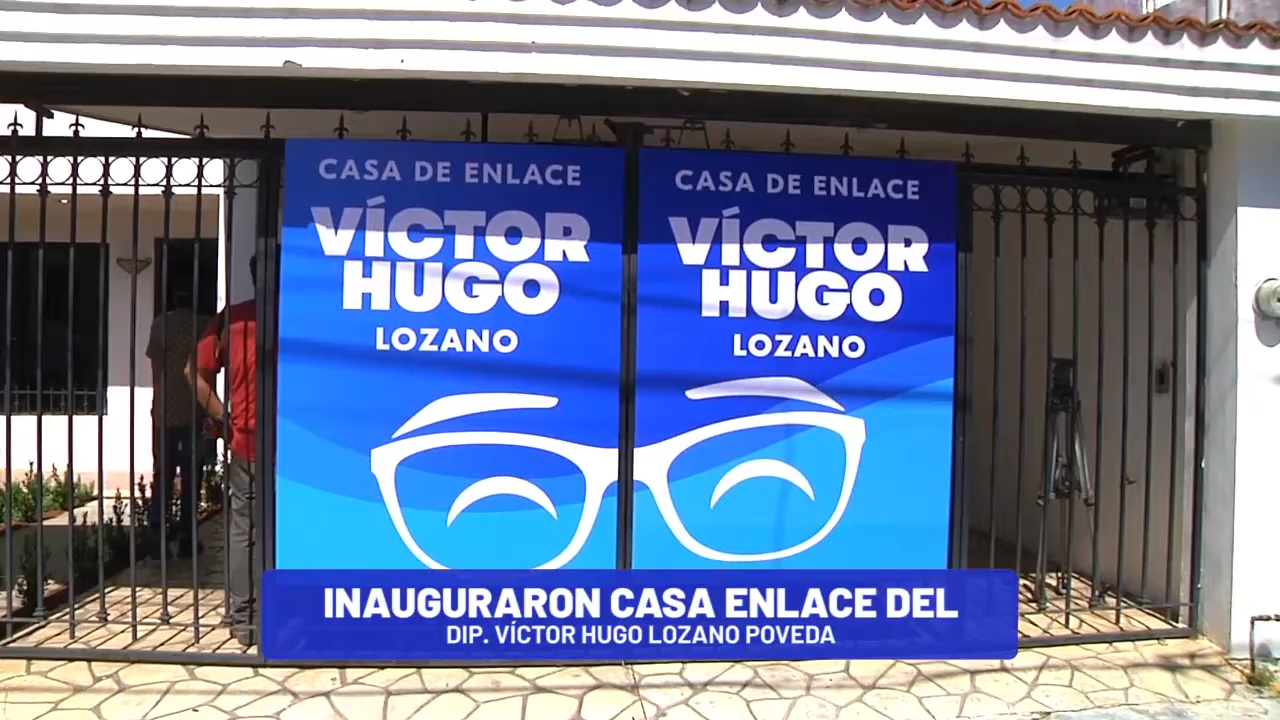 CASA DE ENLACE
VÍCTOR
HUGO
LOZANO
CASA DE ENLACE
VÍCTOR
HUGO
LOZANO
INAUGURARON CASA ENLACE DEL
DIP. VÍCTOR HUGO LOZANO POVEDA